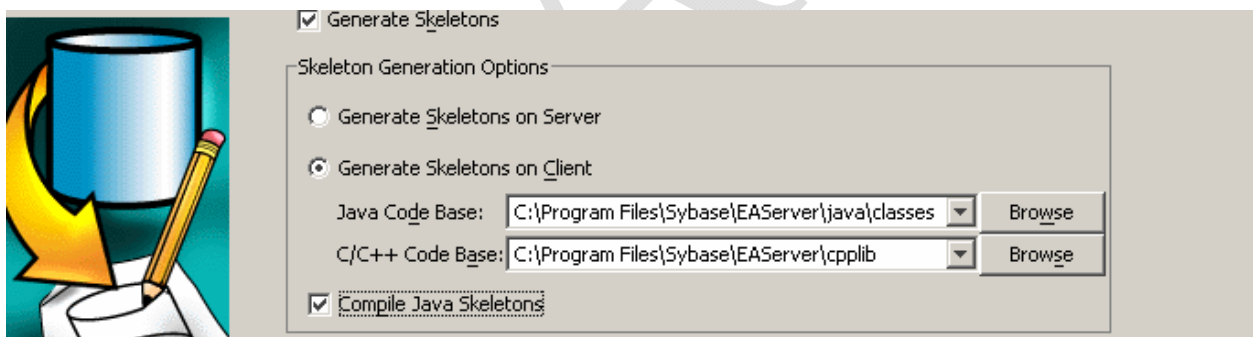 Generate Skeletons
Skeleton Generation Options
Generate Skeletons on Server
Generate Skeletons on Client
Java Code Base: C:\Program Files\Sybase\EAServer\java\classes Browse
C/C++ Code Base: C:\Program Files\Sybase\EAServer\cpplib Browse
Compile Java Skeletons